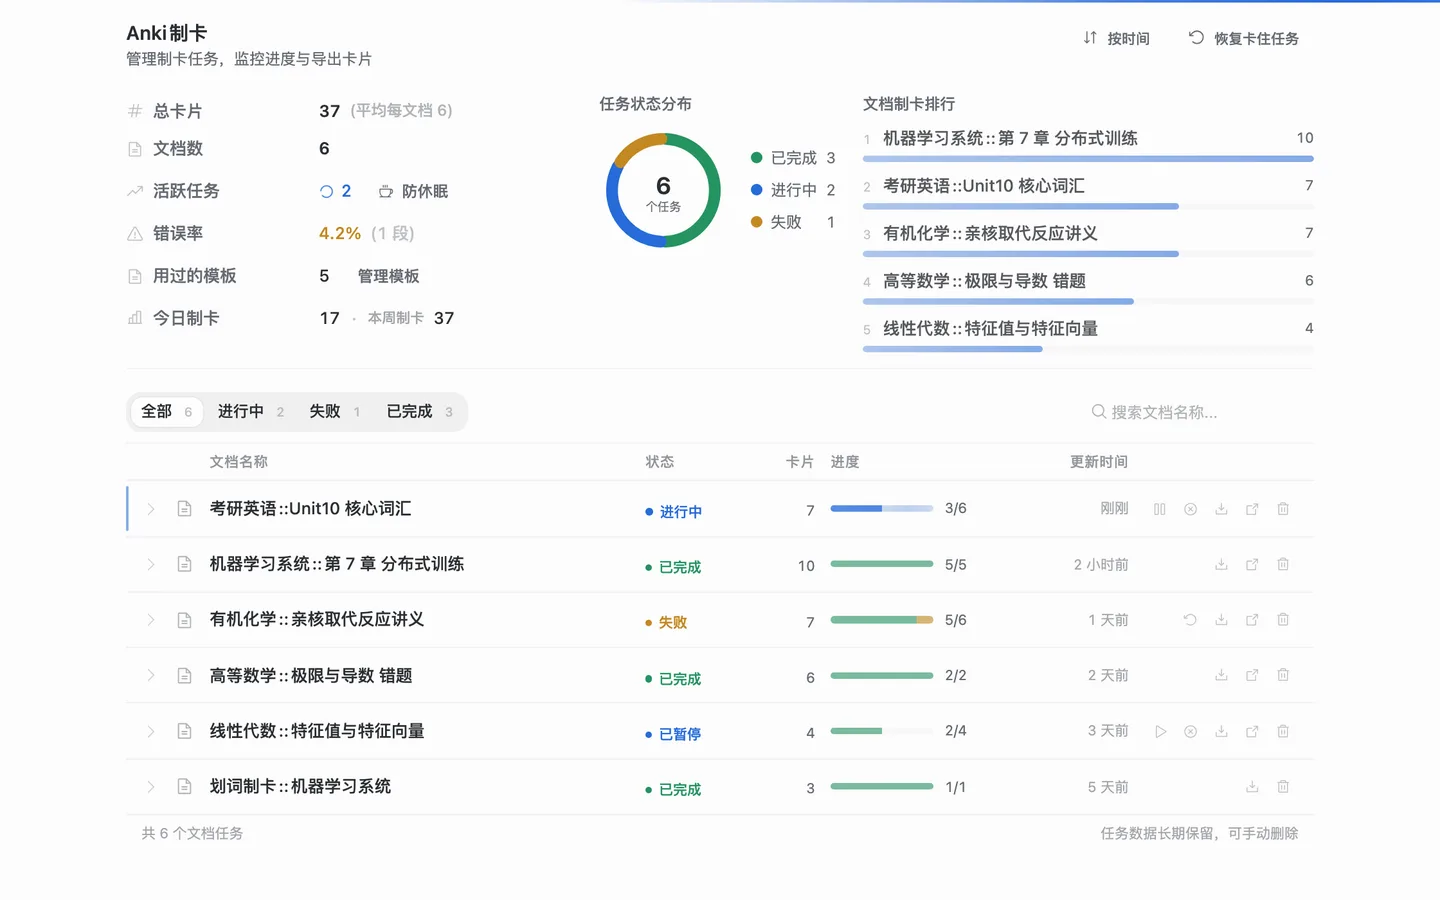 Anki制卡
管理制卡任务，监控进度与导出卡片
按时间
恢复卡住任务
总卡片 37 (平均每文档 6)
文档数 6
活跃任务 2 防休眠
错误率 4.2% (1 段)
用过的模板 5 管理模板
今日制卡 17 · 本周制卡 37
任务状态分布
6
个任务
已完成 3
进行中 2
失败 1
文档制卡排行
1 机器学习系统::第 7 章 分布式训练 10
2 考研英语::Unit10 核心词汇 7
3 有机化学::亲核取代反应讲义 7
4 高等数学::极限与导数 错题 6
5 线性代数::特征值与特征向量 4
全部 6 进行中 2 失败 1 已完成 3
搜索文档名称...
文档名称 状态 卡片 进度 更新时间
考研英语::Unit10 核心词汇 进行中 7 3/6 刚刚
机器学习系统::第 7 章 分布式训练 已完成 10 5/5 2 小时前
有机化学::亲核取代反应讲义 失败 7 5/6 1 天前
高等数学::极限与导数 错题 已完成 6 2/2 2 天前
线性代数::特征值与特征向量 已暂停 4 2/4 3 天前
划词制卡::机器学习系统 已完成 3 1/1 5 天前
共 6 个文档任务
任务数据长期保留，可手动删除